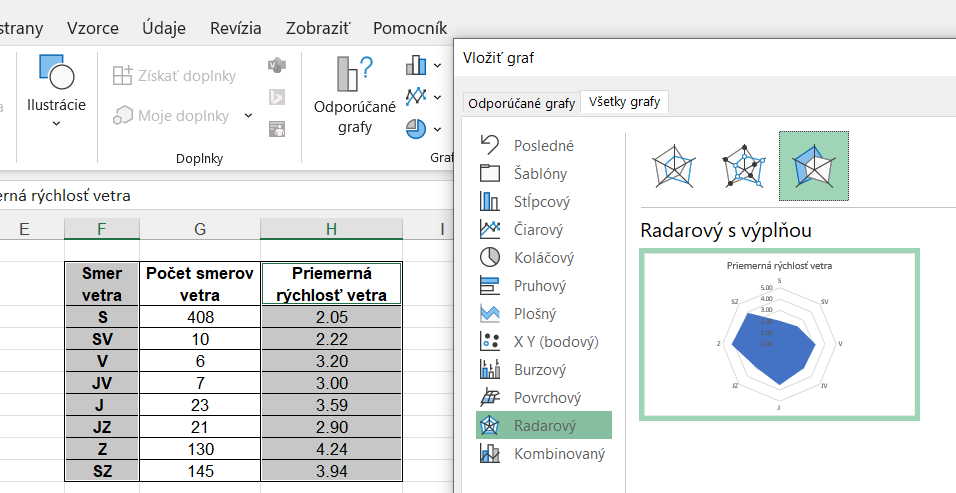 strany Vzorce Údaje Revízia Zobraziť Pomocník
Ilustrácie
Získať doplnky
Moje doplnky
Doplnky
Odporúčané
grafy
Graf
erná rýchlosť vetra
E F G H I
Smer
vetra
Počet smerov
vetra
Priemerná
rýchlosť vetra
S 408 2.05
SV 10 2.22
V 6 3.20
JV 7 3.00
J 23 3.59
JZ 21 2.90
Z 130 4.24
SZ 145 3.94
Vložiť graf
Odporúčané grafy Všetky grafy
Posledné
Šablóny
Stĺpcový
Čiarový
Koláčový
Pruhový
Plošný
X Y (bodový)
Burzový
Povrchový
Radarový
Kombinovaný
Radarový s výplňou
Priemerná rýchlosť vetra
S
5.00
SZ 4.00 SV
3.00
2.00
1.00
Z 0.00 V
JZ JV
J